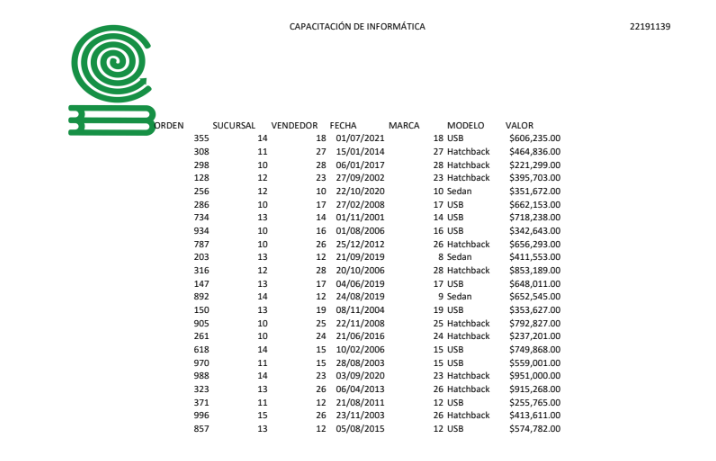 CAPACITACIÓN DE INFORMÁTICA 22191139
ORDEN SUCURSAL VENDEDOR FECHA MARCA MODELO VALOR
355 14 18 01/07/2021 18 USB $606,235.00
308 11 27 15/01/2014 27 Hatchback $464,836.00
298 10 28 06/01/2017 28 Hatchback $221,299.00
128 12 23 27/09/2002 23 Hatchback $395,703.00
256 12 10 22/10/2020 10 Sedan $351,672.00
286 10 17 27/02/2008 17 USB $662,153.00
734 13 14 01/11/2001 14 USB $718,238.00
934 10 16 01/08/2006 16 USB $342,643.00
787 10 26 25/12/2012 26 Hatchback $656,293.00
203 13 12 21/09/2019 8 Sedan $411,553.00
316 12 28 20/10/2006 28 Hatchback $853,189.00
147 13 17 04/06/2019 17 USB $648,011.00
892 14 12 24/08/2019 9 Sedan $652,545.00
150 13 19 08/11/2004 19 USB $353,627.00
905 10 25 22/11/2008 25 Hatchback $792,827.00
261 10 24 21/06/2016 24 Hatchback $237,201.00
618 14 15 10/02/2006 15 USB $749,868.00
970 11 15 28/08/2003 15 USB $559,001.00
988 14 23 03/09/2020 23 Hatchback $951,000.00
323 13 26 06/04/2013 26 Hatchback $915,268.00
371 11 12 21/08/2011 12 USB $255,765.00
996 15 26 23/11/2003 26 Hatchback $413,611.00
857 13 12 05/08/2015 12 USB $574,782.00